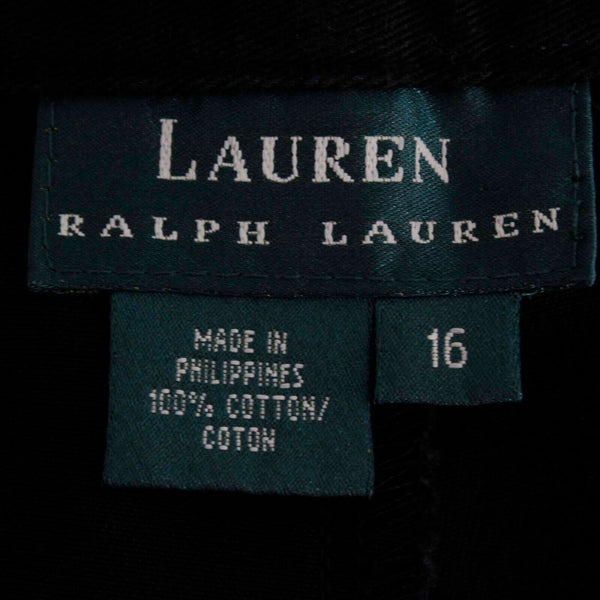 LAUREN
RALPH LAUREN
MADE IN
PHILIPPINES
100% COTTON/
COTON
16